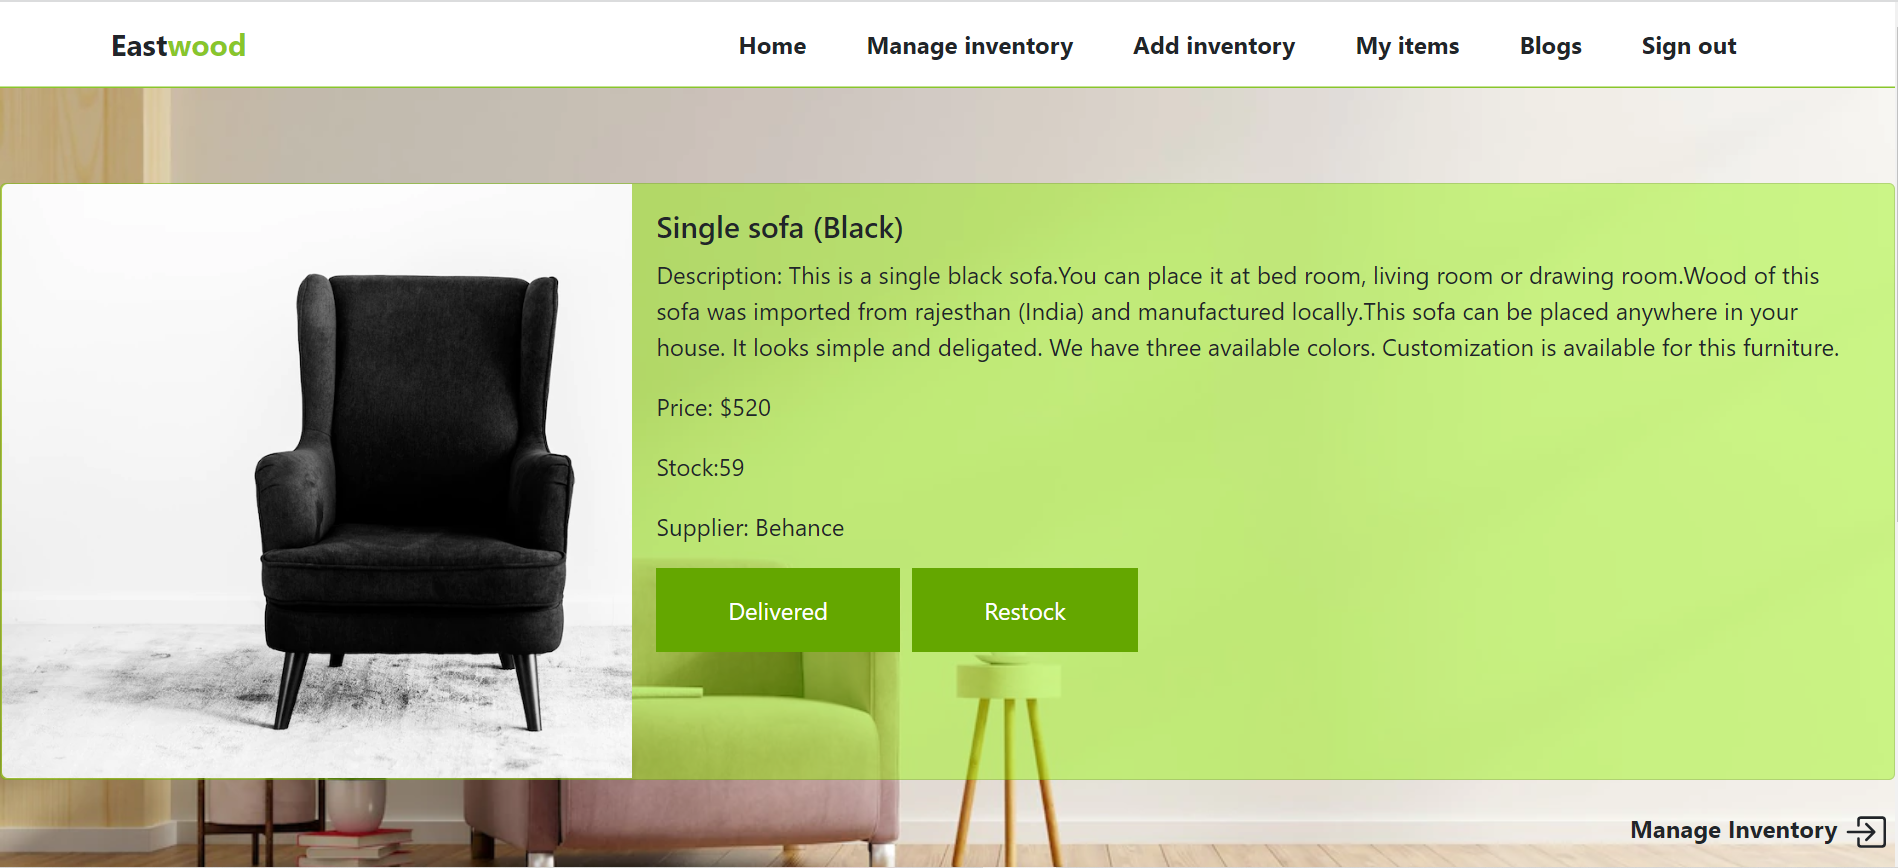 Eastwood
Home Manage inventory Add inventory My items Blogs Sign out
Single sofa (Black)
Description: This is a single black sofa.You can place it at bed room, living room or drawing room.Wood of this
sofa was imported from rajesthan (India) and manufactured locally.This sofa can be placed anywhere in your
house. It looks simple and deligated. We have three available colors. Customization is available for this furniture.
Price: $520
Stock:59
Supplier: Behance
Delivered Restock
Manage Inventory